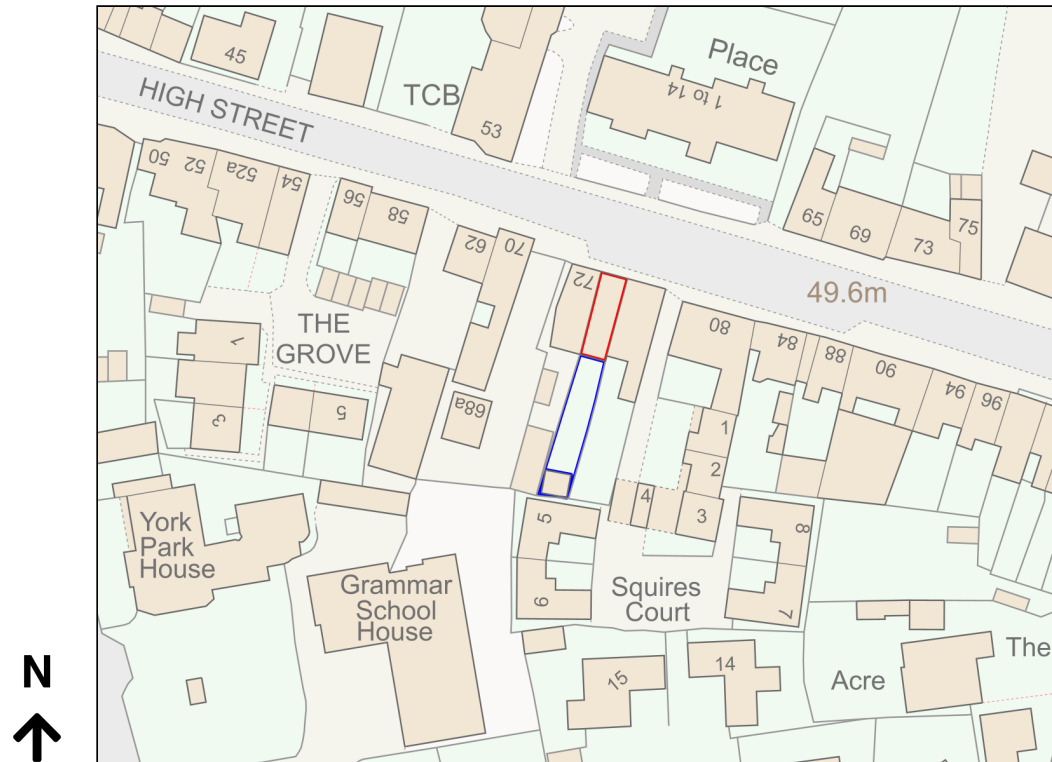 45
TCB
53
Place
1 to 14
HIGH STREET
50
52
52a
54
56
58
62
70
72
65
69
73
75
49.6m
80
84
88
90
94
96
THE
GROVE
1
3
5
68a
1
2
3
4
5
6
8
7
York
Park
House
Grammar
School
House
Squires
Court
15
14
Acre
The
N